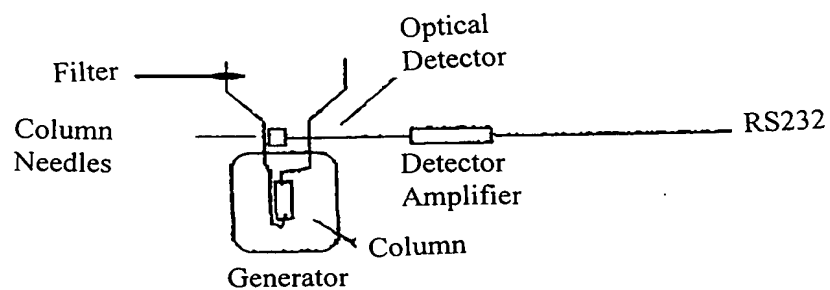 Optical
Detector
Filter
Column
Needles
RS232
Detector
Amplifier
Column
Generator